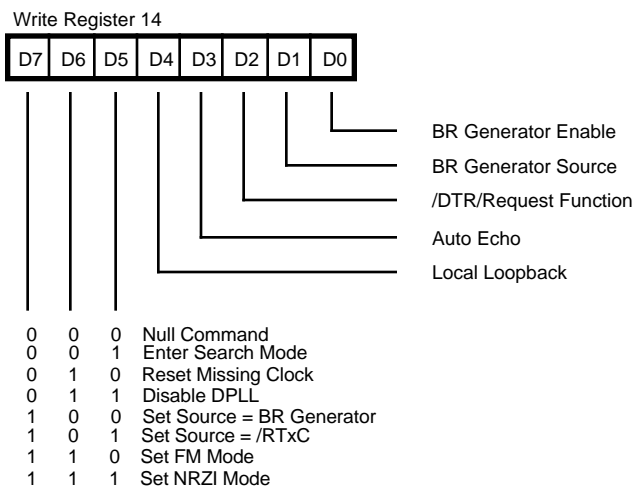 Write Register 14
D7 D6 D5 D4 D3 D2 D1 D0
BR Generator Enable
BR Generator Source
/DTR/Request Function
Auto Echo
Local Loopback
0 0 0 Null Command
0 0 1 Enter Search Mode
0 1 0 Reset Missing Clock
0 1 1 Disable DPLL
1 0 0 Set Source = BR Generator
1 0 1 Set Source = /RTxC
1 1 0 Set FM Mode
1 1 1 Set NRZI Mode